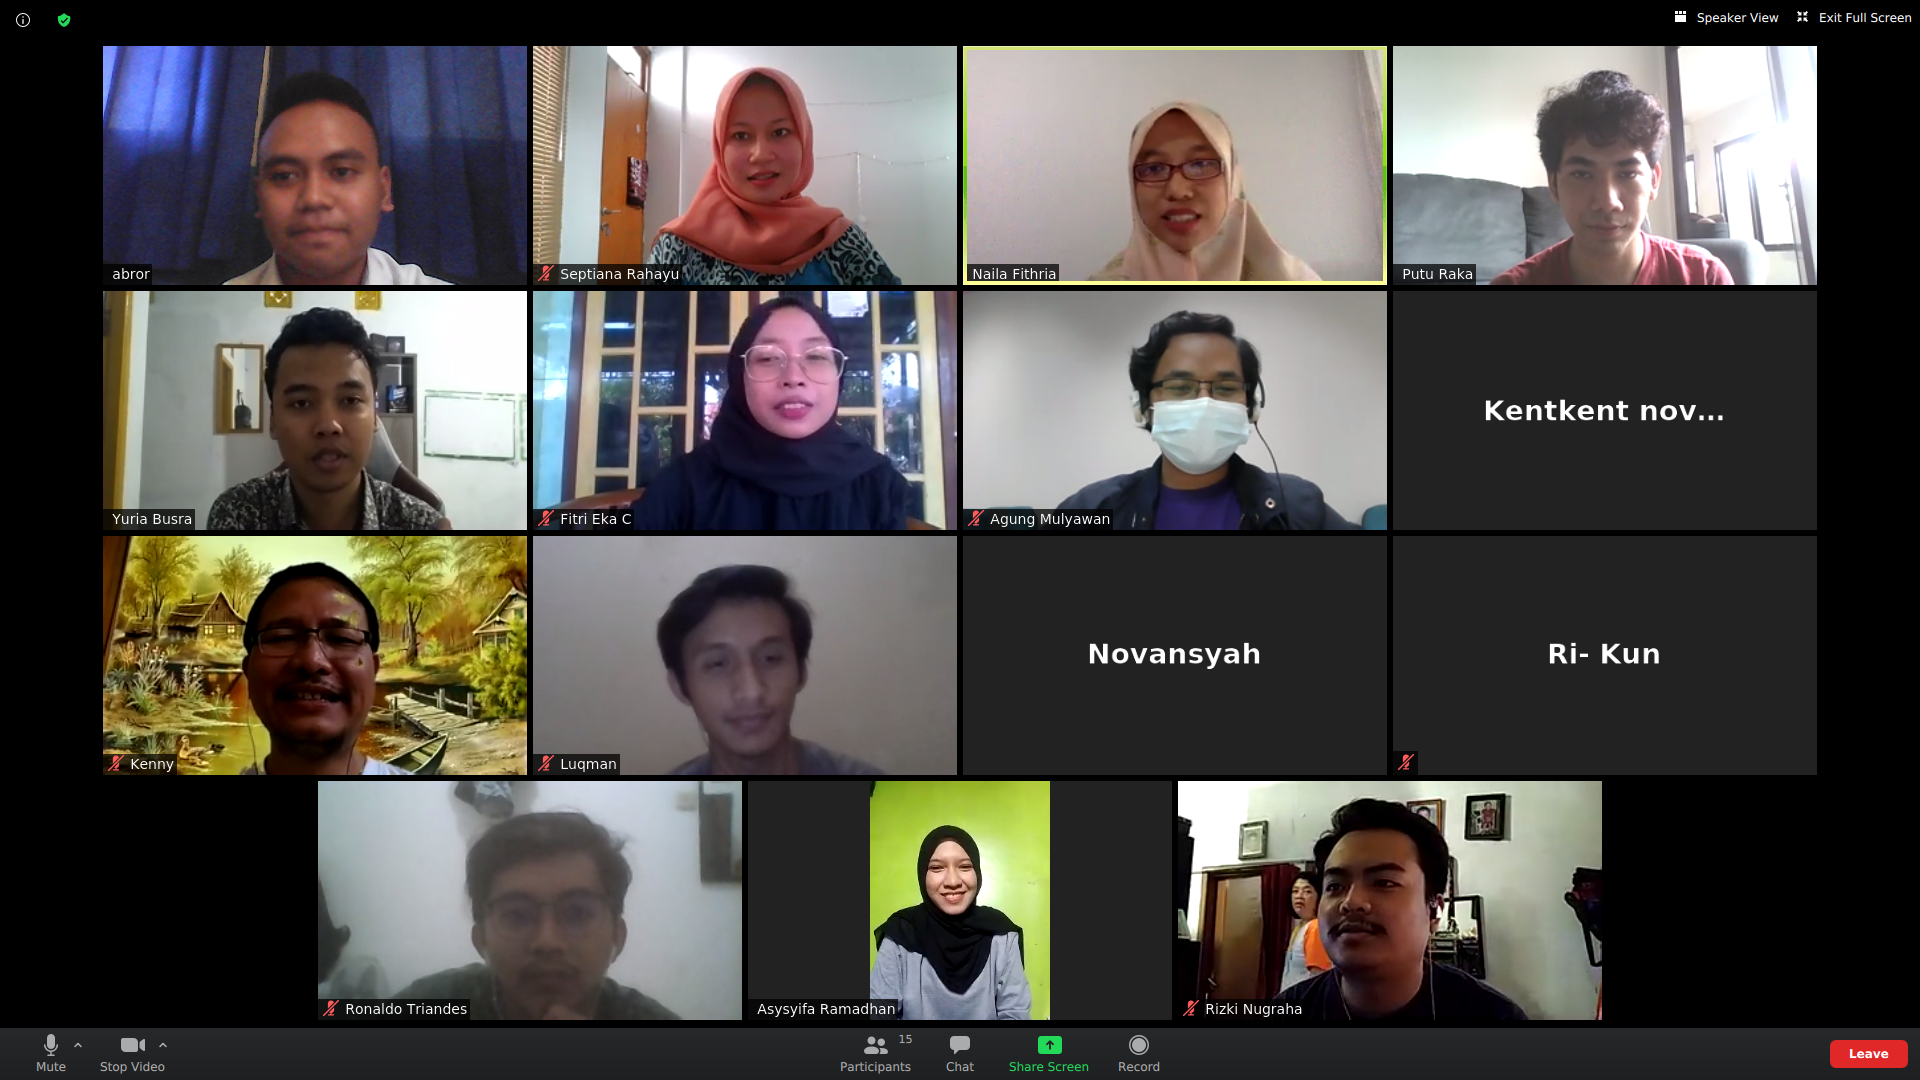 Speaker View
Exit Full Screen
abror
Septiana Rahayu
Naila Fithria
Putu Raka
Yuria Busra
Fitri Eka C
Agung Mulyawan
Kentkent nov...
Kenny
Luqman
Novansyah
Ri- Kun
Ronaldo Triandes
Asysyifa Ramadhan
Rizki Nugraha
Mute
Stop Video
Participants
15
Chat
Share Screen
Record
Leave